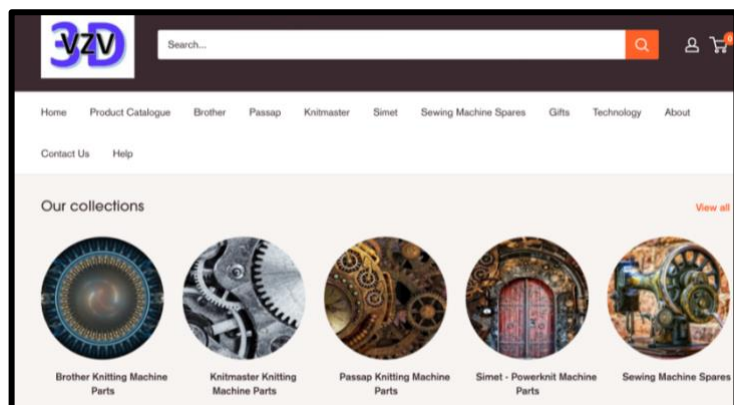 3D
VZV
Search...
0
Home Product Catalogue Brother Passap Knitmaster Simet Sewing Machine Spares Gifts Technology About
Contact Us Help
Our collections View all
Brother Knitting Machine
Parts
Knitmaster Knitting
Machine Parts
Passap Knitting Machine
Parts
Simet - Powerknit Machine
Parts
Sewing Machine Spares